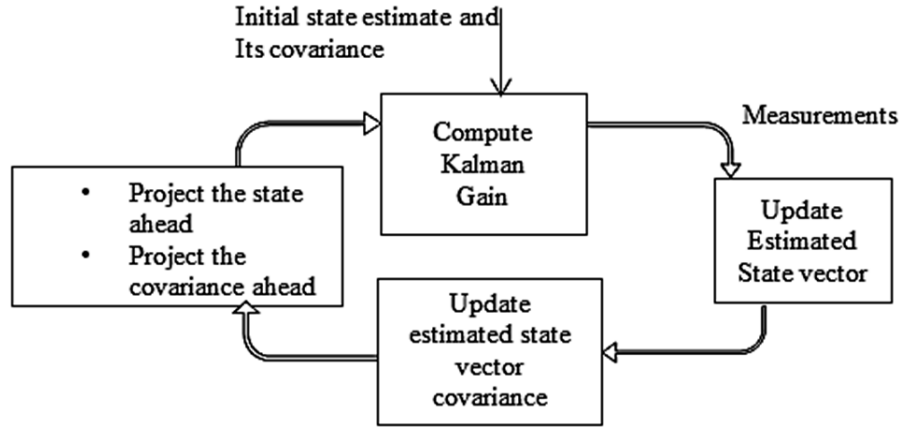 Initial state estimate and
Its covariance
Compute
Kalman
Gain
Measurements
Update
Estimated
State vector
Update
estimated state
vector
covariance
• Project the state
ahead
• Project the
covariance ahead